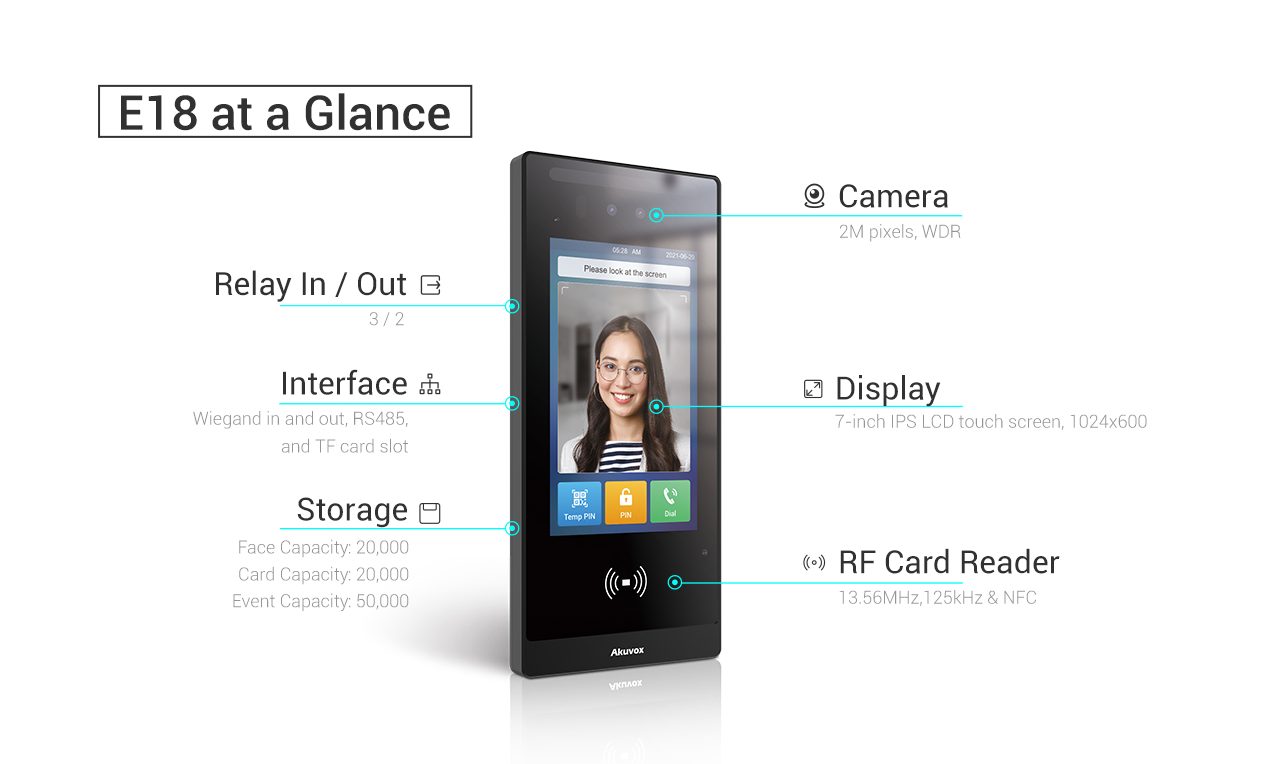 E18 at a Glance
Camera
2M pixels, WDR
Relay In / Out
3 / 2
Interface
Wiegand in and out, RS485,
and TF card slot
Storage
Face Capacity: 20,000
Card Capacity: 20,000
Event Capacity: 50,000
05:28 AM 2021-06-20
Please look at the screen
Temp PIN
PIN
Dial
Akuvox
Display
7-inch IPS LCD touch screen, 1024x600
RF Card Reader
13.56MHz,125kHz & NFC